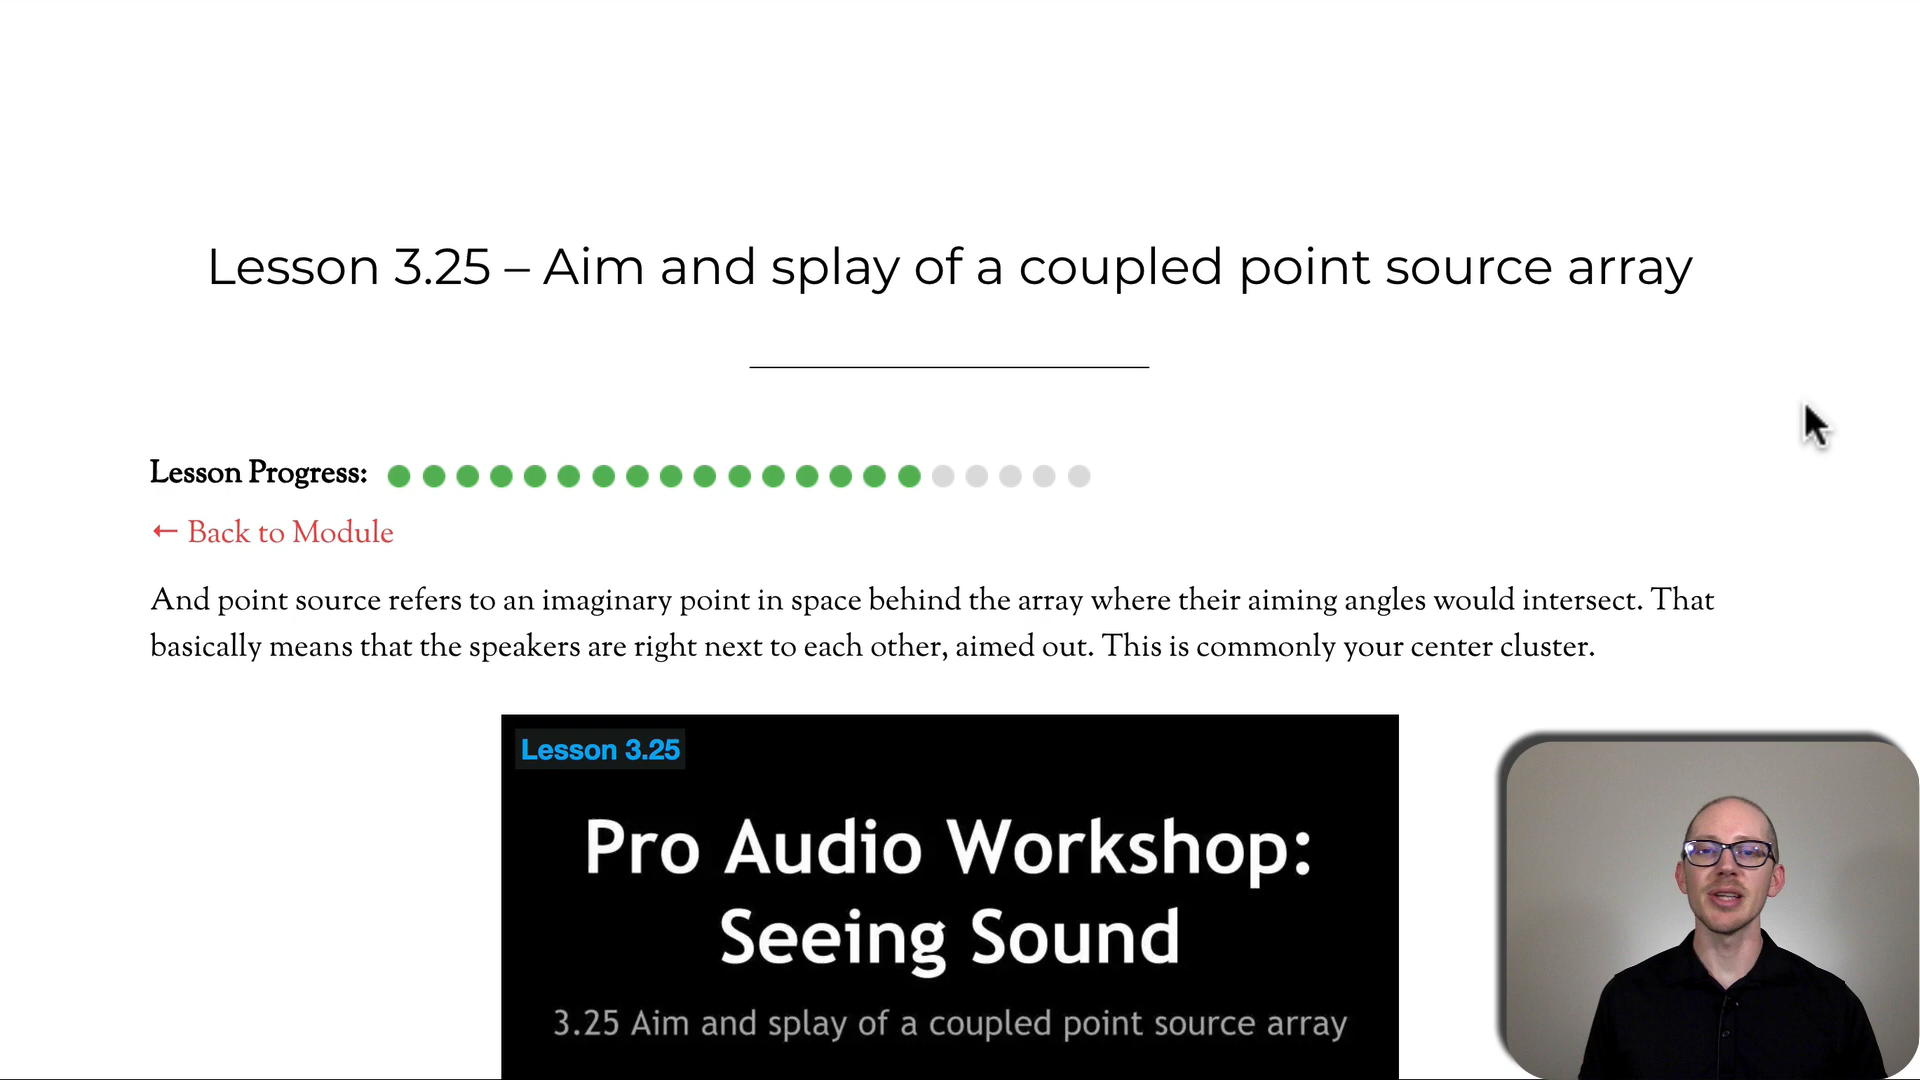 Lesson 3.25 – Aim and splay of a coupled point source array
Lesson Progress:
← Back to Module
And point source refers to an imaginary point in space behind the array where their aiming angles would intersect. That
basically means that the speakers are right next to each other, aimed out. This is commonly your center cluster.
Lesson 3.25
Pro Audio Workshop:
Seeing Sound
3.25 Aim and splay of a coupled point source array